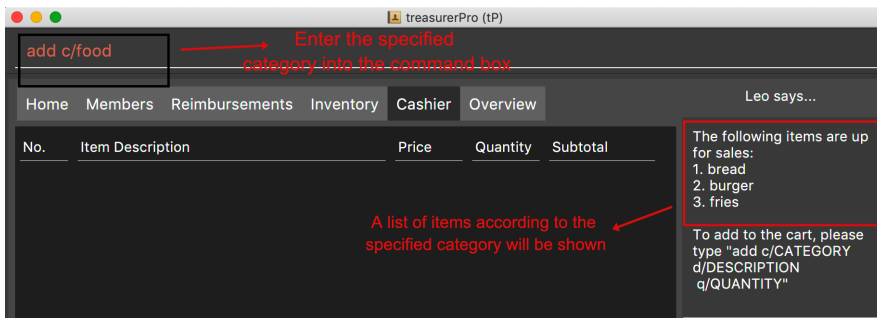 treasurerPro (tP)
add c/food
Enter the specified
category into the command box
Home Members Reimbursements Inventory Cashier Overview
Leo says...
No. Item Description Price Quantity Subtotal
The following items are up
for sales:
1. bread
2. burger
3. fries
A list of items according to the
specified category will be shown
To add to the cart, please
type "add c/CATEGORY
d/DESCRIPTION
q/QUANTITY"